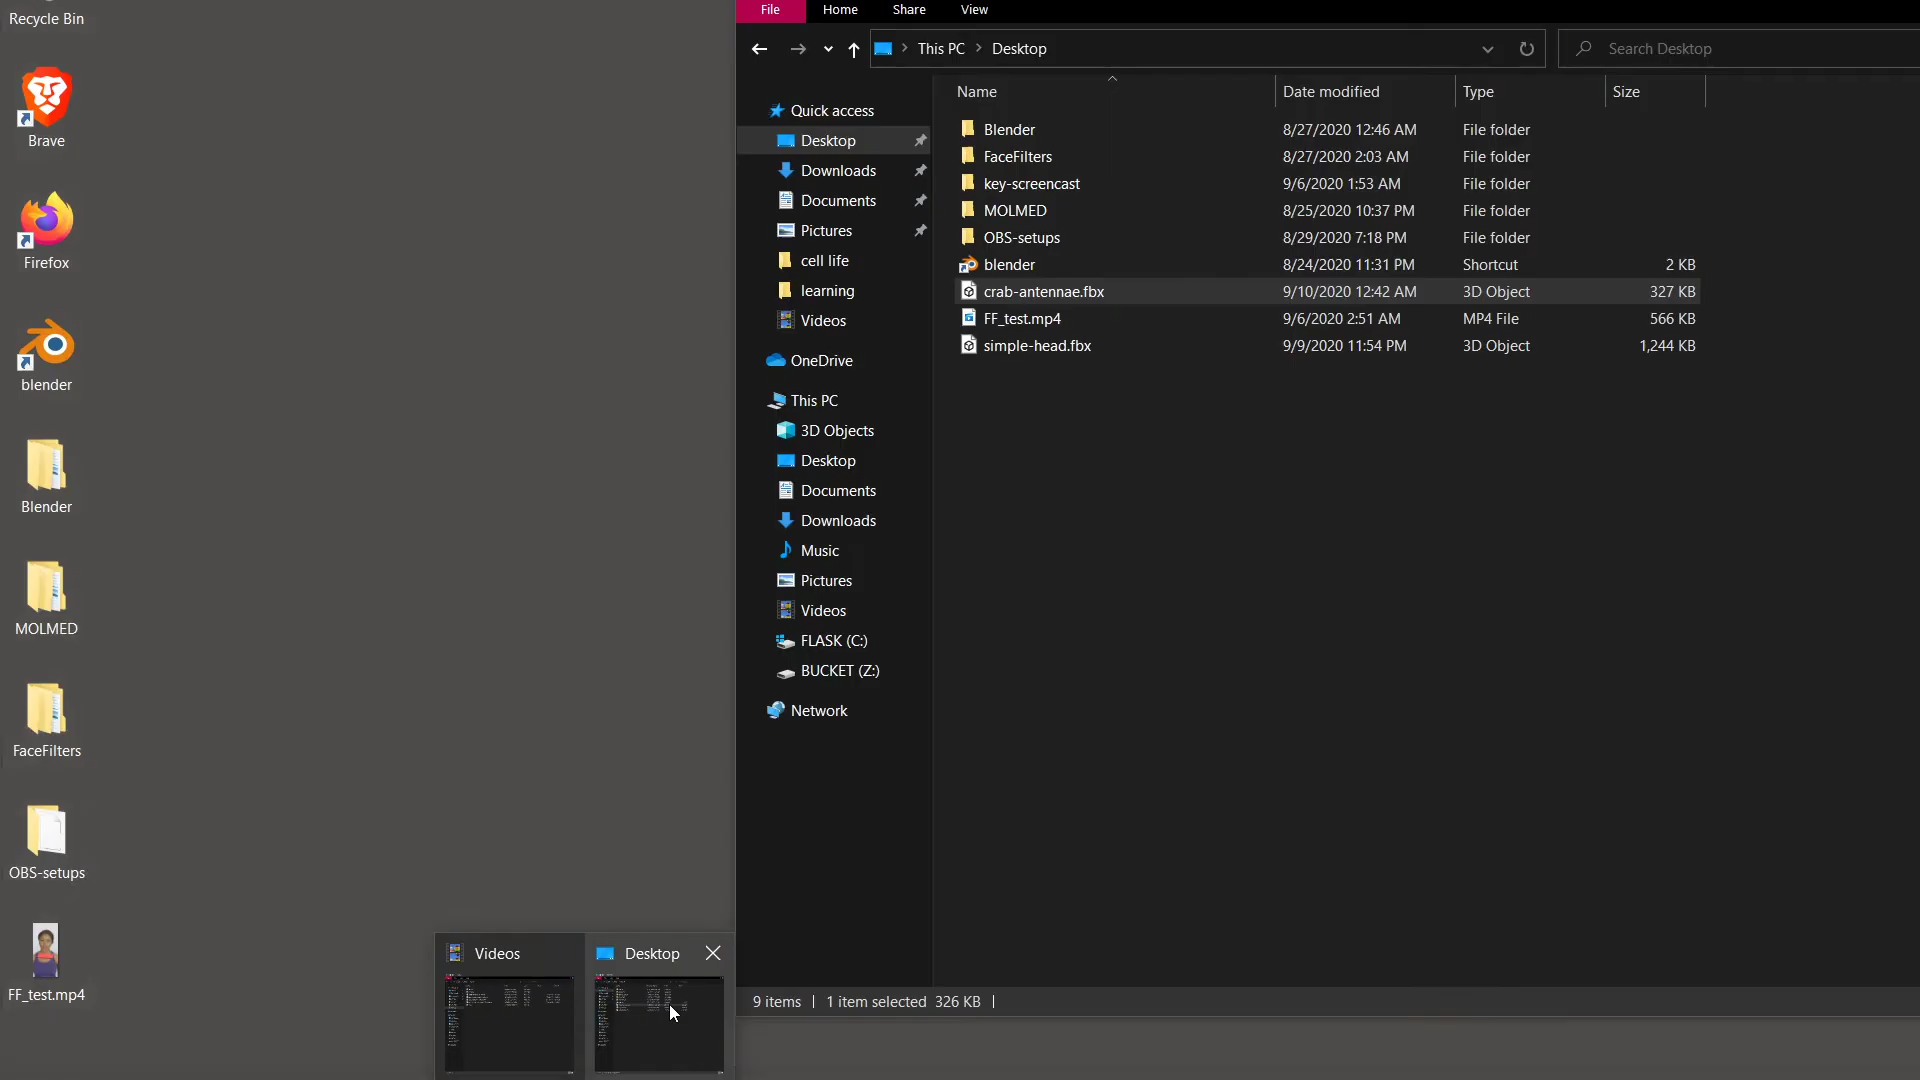 Recycle Bin
Brave
Firefox
blender
Blender
MOLMED
FaceFilters
OBS-setups
FF_test.mp4
File Home Share View
This PC Desktop
Search Desktop
Quick access
Desktop
Downloads
Documents
Pictures
cell life
learning
Videos
OneDrive
This PC
3D Objects
Desktop
Documents
Downloads
Music
Pictures
Videos
FLASK (C:)
BUCKET (Z:)
Network
Name Date modified Type Size
Blender 8/27/2020 12:46 AM File folder
FaceFilters 8/27/2020 2:03 AM File folder
key-screencast 9/6/2020 1:53 AM File folder
MOLMED 8/25/2020 10:37 PM File folder
OBS-setups 8/29/2020 7:18 PM File folder
blender 8/24/2020 11:31 PM Shortcut 2 KB
crab-antennae.fbx 9/10/2020 12:42 AM 3D Object 327 KB
FF_test.mp4 9/6/2020 2:51 AM MP4 File 566 KB
simple-head.fbx 9/9/2020 11:54 PM 3D Object 1,244 KB
9 items 1 item selected 326 KB
Videos
Desktop